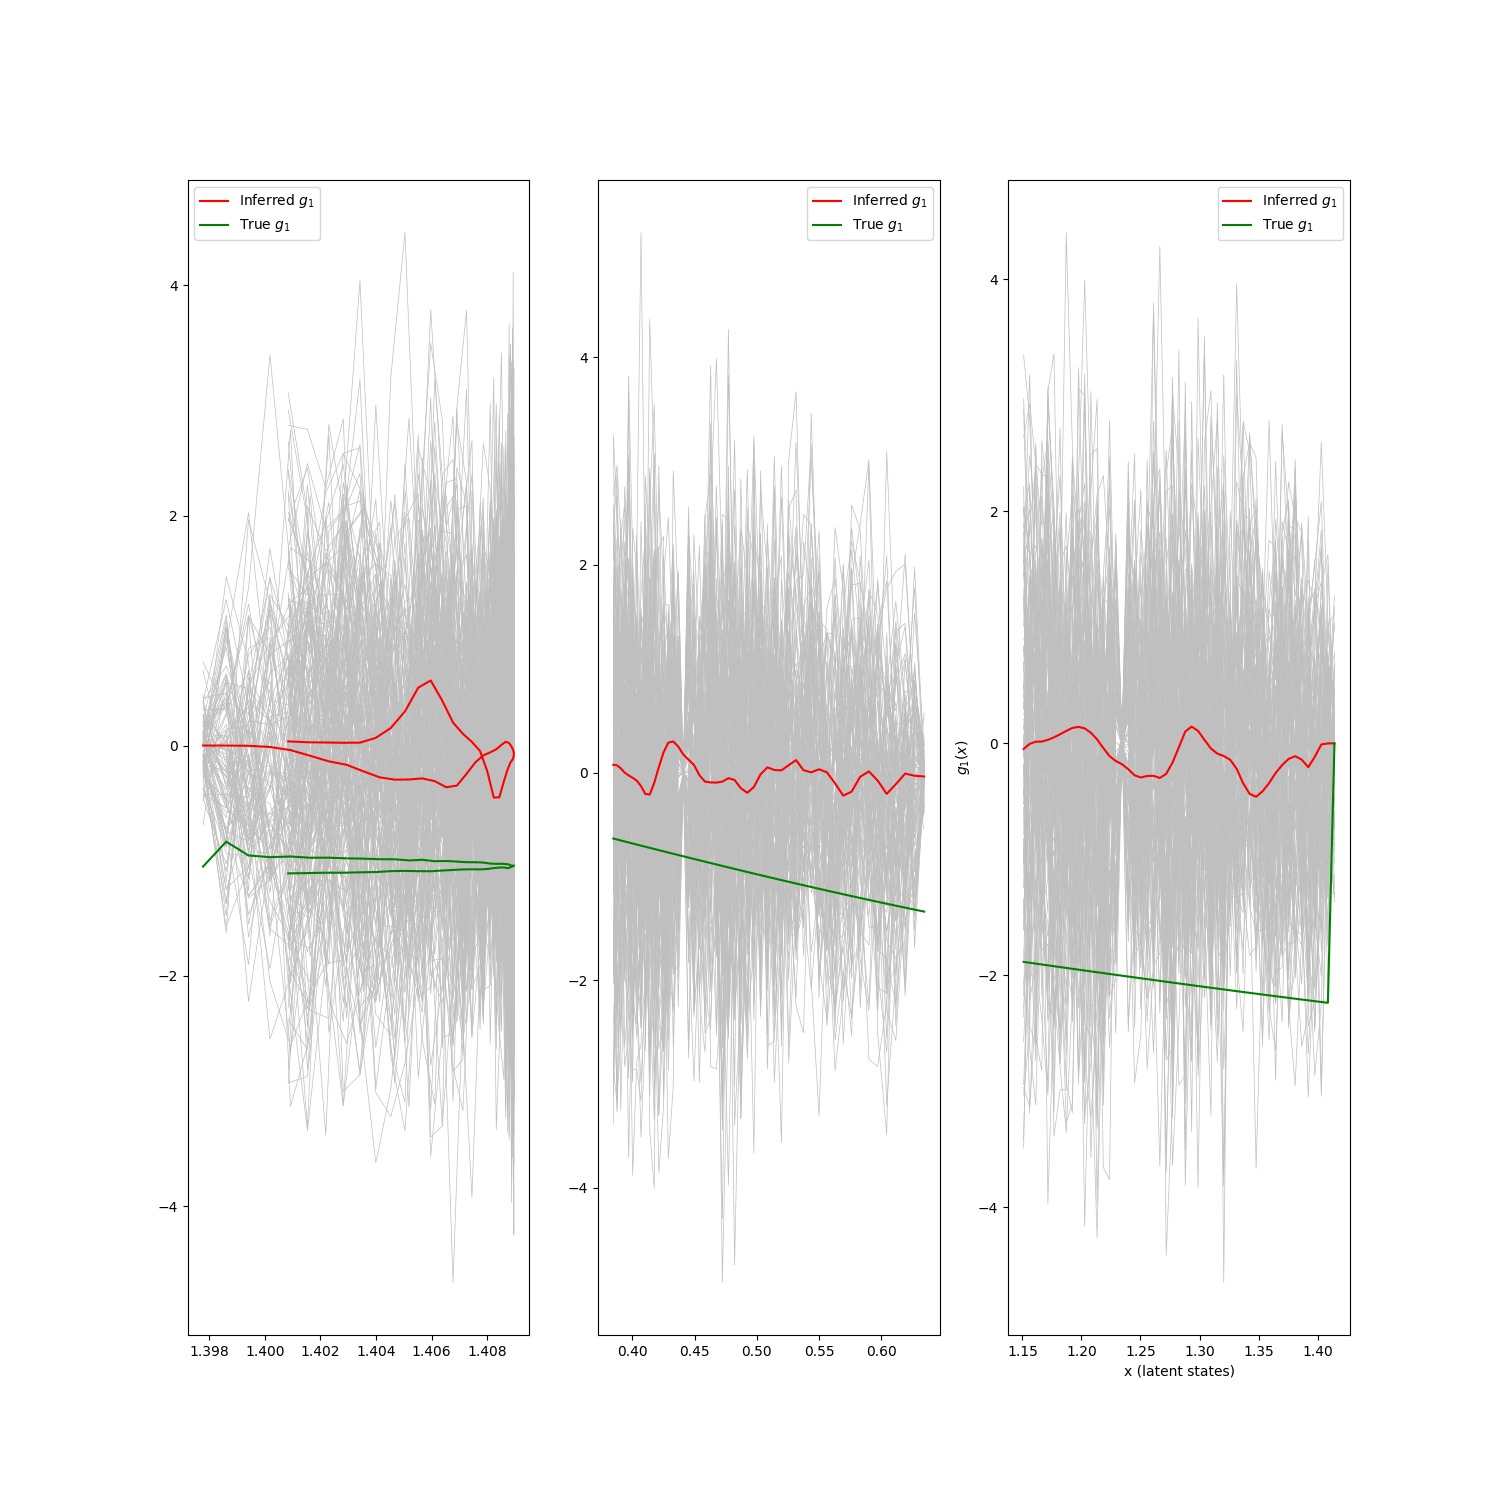 Inferred g₁
True g₁
4
2
0
−2
−4
1.398 1.400 1.402 1.404 1.406 1.408
Inferred g₁
True g₁
4
2
0
−2
−4
0.40 0.45 0.50 0.55 0.60
Inferred g₁
True g₁
g₁(x)
4
2
0
−2
−4
1.15 1.20 1.25 1.30 1.35 1.40
x (latent states)